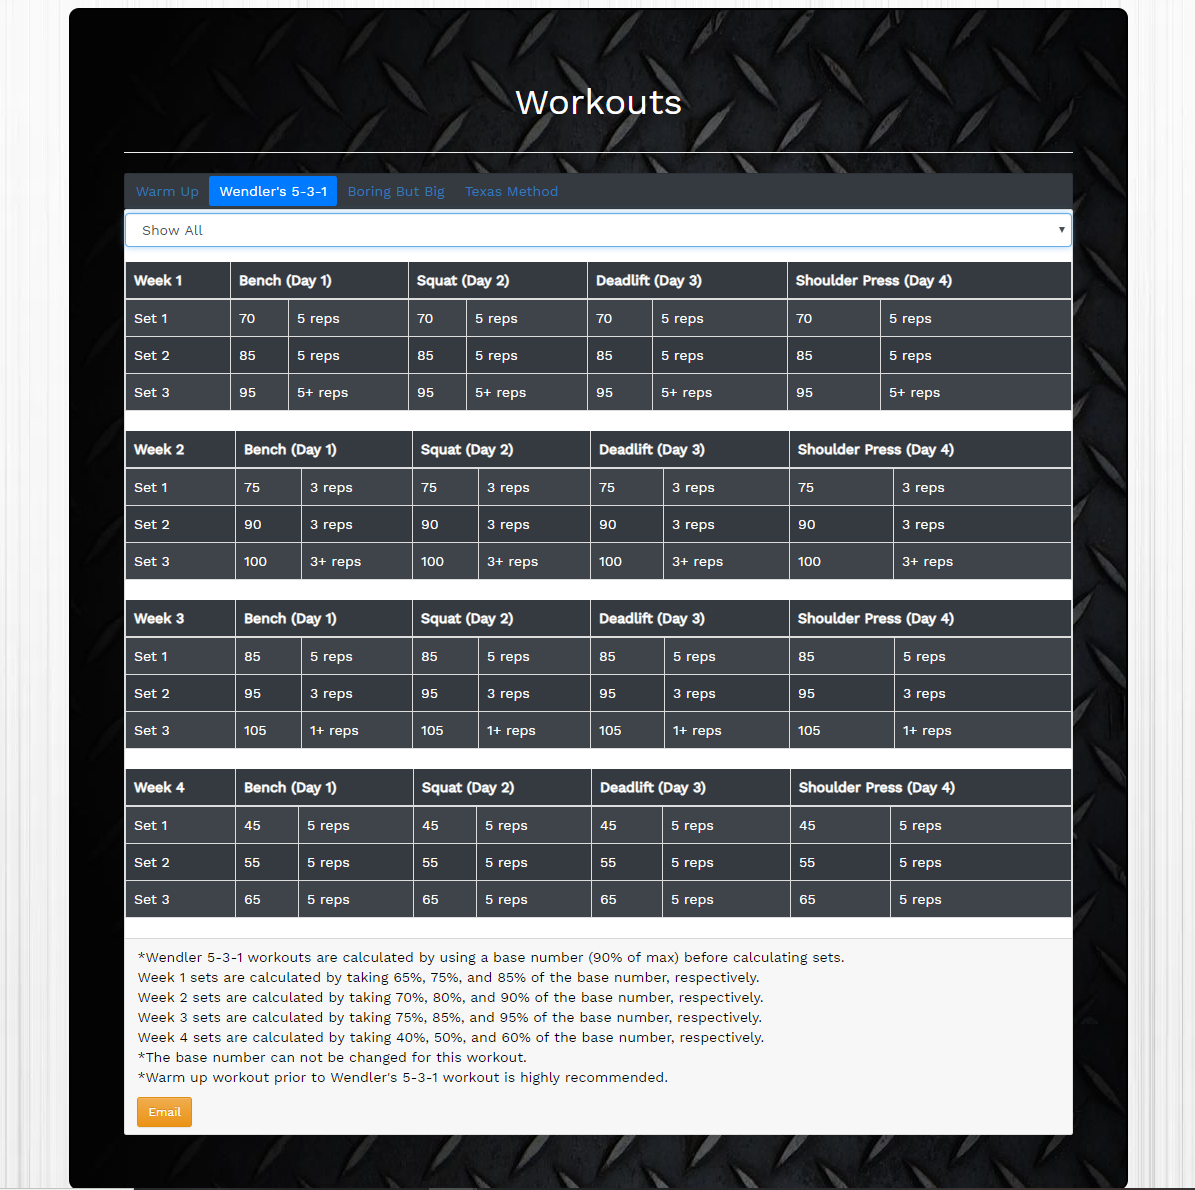 Workouts
Warm Up Wendler's 5-3-1 Boring But Big Texas Method
Show All
Week 1 Bench (Day 1) Squat (Day 2) Deadlift (Day 3) Shoulder Press (Day 4)
Set 1 70 5 reps 70 5 reps 70 5 reps 70 5 reps
Set 2 85 5 reps 85 5 reps 85 5 reps 85 5 reps
Set 3 95 5+ reps 95 5+ reps 95 5+ reps 95 5+ reps
Week 2 Bench (Day 1) Squat (Day 2) Deadlift (Day 3) Shoulder Press (Day 4)
Set 1 75 3 reps 75 3 reps 75 3 reps 75 3 reps
Set 2 90 3 reps 90 3 reps 90 3 reps 90 3 reps
Set 3 100 3+ reps 100 3+ reps 100 3+ reps 100 3+ reps
Week 3 Bench (Day 1) Squat (Day 2) Deadlift (Day 3) Shoulder Press (Day 4)
Set 1 85 5 reps 85 5 reps 85 5 reps 85 5 reps
Set 2 95 3 reps 95 3 reps 95 3 reps 95 3 reps
Set 3 105 1+ reps 105 1+ reps 105 1+ reps 105 1+ reps
Week 4 Bench (Day 1) Squat (Day 2) Deadlift (Day 3) Shoulder Press (Day 4)
Set 1 45 5 reps 45 5 reps 45 5 reps 45 5 reps
Set 2 55 5 reps 55 5 reps 55 5 reps 55 5 reps
Set 3 65 5 reps 65 5 reps 65 5 reps 65 5 reps
*Wendler 5-3-1 workouts are calculated by using a base number (90% of max) before calculating sets.
Week 1 sets are calculated by taking 65%, 75%, and 85% of the base number, respectively.
Week 2 sets are calculated by taking 70%, 80%, and 90% of the base number, respectively.
Week 3 sets are calculated by taking 75%, 85%, and 95% of the base number, respectively.
Week 4 sets are calculated by taking 40%, 50%, and 60% of the base number, respectively.
*The base number can not be changed for this workout.
*Warm up workout prior to Wendler's 5-3-1 workout is highly recommended.
Email